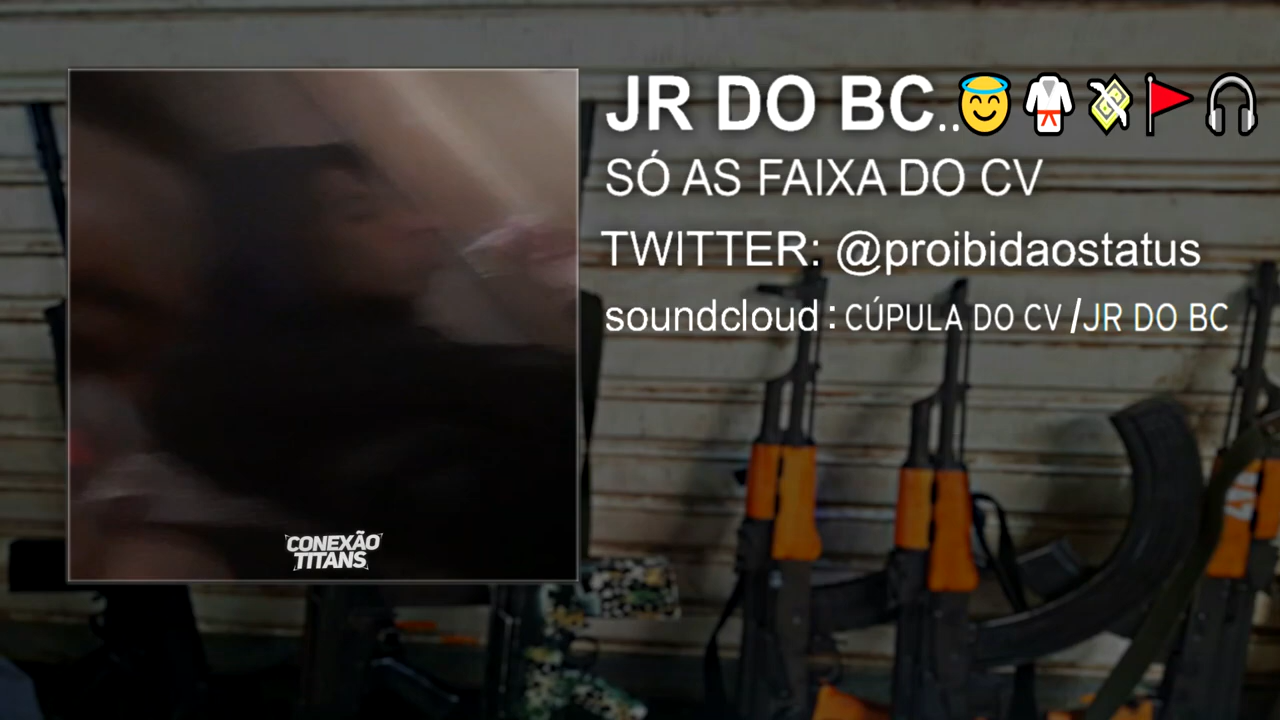 JR DO BC..😇🥋💸🚩🎧
SÓ AS FAIXA DO CV
TWITTER: @proibidaostatus
soundcloud : CÚPULA DO CV / JR DO BC
CONEXÃO
TITANS